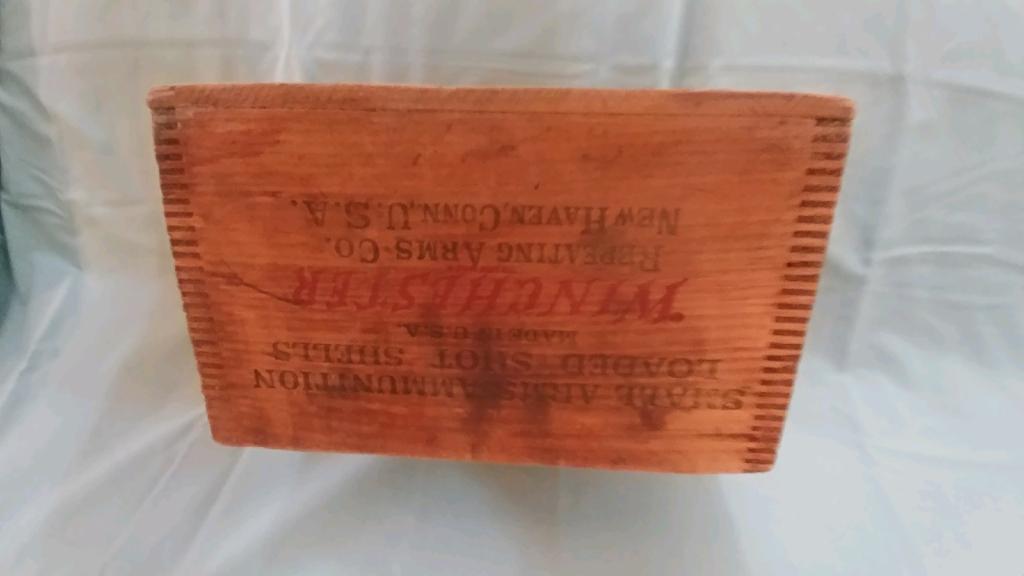 SMALL ARMS AMMUNITION
LOADED SHOT SHELLS
MADE IN U.S.A.
WINCHESTER
REPEATING ARMS CO.
NEW HAVEN, CONN., U.S.A.